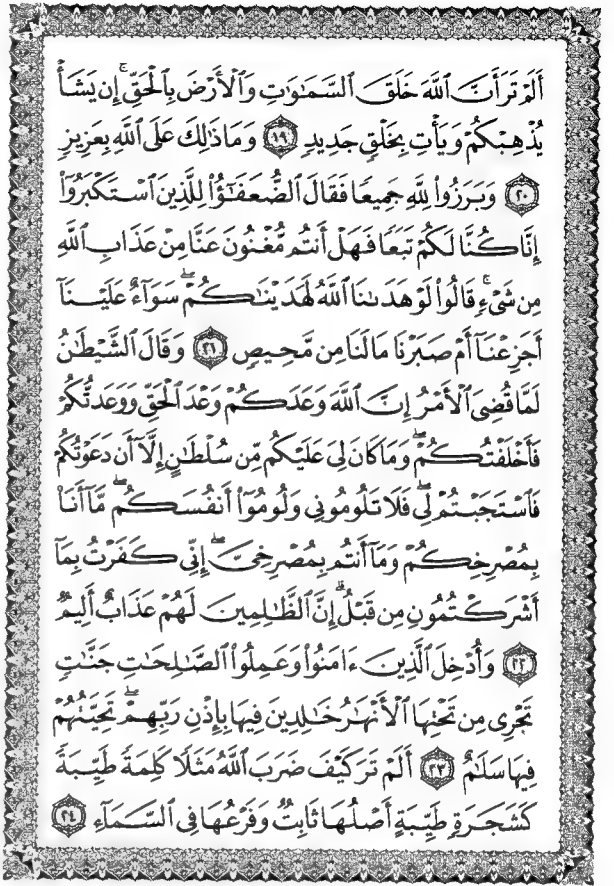 أَلَمْ تَرَ أَنَّ ٱللَّهَ خَلَقَ ٱلسَّمَٰوَٰتِ وَٱلْأَرْضَ بِٱلْحَقِّۚ إِن يَشَأْ
يُذْهِبْكُمْ وَيَأْتِ بِخَلْقٍ جَدِيدٍ ١٩ وَمَا ذَٰلِكَ عَلَى ٱللَّهِ بِعَزِيزٍ
٢٠ وَبَرَزُوا۟ لِلَّهِ جَمِيعًا فَقَالَ ٱلضُّعَفَٰٓؤُا۟ لِلَّذِينَ ٱسْتَكْبَرُوٓا۟
إِنَّا كُنَّا لَكُمْ تَبَعًا فَهَلْ أَنتُم مُّغْنُونَ عَنَّا مِنْ عَذَابِ ٱللَّهِ
مِن شَىْءٍۚ قَالُوا۟ لَوْ هَدَىٰنَا ٱللَّهُ لَهَدَيْنَٰكُمْۖ سَوَآءٌ عَلَيْنَآ
أَجَزِعْنَآ أَمْ صَبَرْنَا مَا لَنَا مِن مَّحِيصٍ ٢١ وَقَالَ ٱلشَّيْطَٰنُ
لَمَّا قُضِىَ ٱلْأَمْرُ إِنَّ ٱللَّهَ وَعَدَكُمْ وَعْدَ ٱلْحَقِّ وَوَعَدتُّكُمْ
فَأَخْلَفْتُكُمْۖ وَمَا كَانَ لِىَ عَلَيْكُم مِّن سُلْطَٰنٍ إِلَّآ أَن دَعَوْتُكُمْ
فَٱسْتَجَبْتُمْ لِىۖ فَلَا تَلُومُونِى وَلُومُوٓا۟ أَنفُسَكُمۖ مَّآ أَنَا۠
بِمُصْرِخِكُمْ وَمَآ أَنتُم بِمُصْرِخِىَّۖ إِنِّى كَفَرْتُ بِمَآ
أَشْرَكْتُمُونِ مِن قَبْلُۗ إِنَّ ٱلظَّٰلِمِينَ لَهُمْ عَذَابٌ أَلِيمٌ
٢٢ وَأُدْخِلَ ٱلَّذِينَ ءَامَنُوا۟ وَعَمِلُوا۟ ٱلصَّٰلِحَٰتِ جَنَّٰتٍ
تَجْرِى مِن تَحْتِهَا ٱلْأَنْهَٰرُ خَٰلِدِينَ فِيهَا بِإِذْنِ رَبِّهِمْۖ تَحِيَّتُهُمْ
فِيهَا سَلَٰمٌ ٢٣ أَلَمْ تَرَ كَيْفَ ضَرَبَ ٱللَّهُ مَثَلًا كَلِمَةً طَيِّبَةً
كَشَجَرَةٍ طَيِّبَةٍ أَصْلُهَا ثَابِتٌ وَفَرْعُهَا فِى ٱلسَّمَآءِ ٢٤